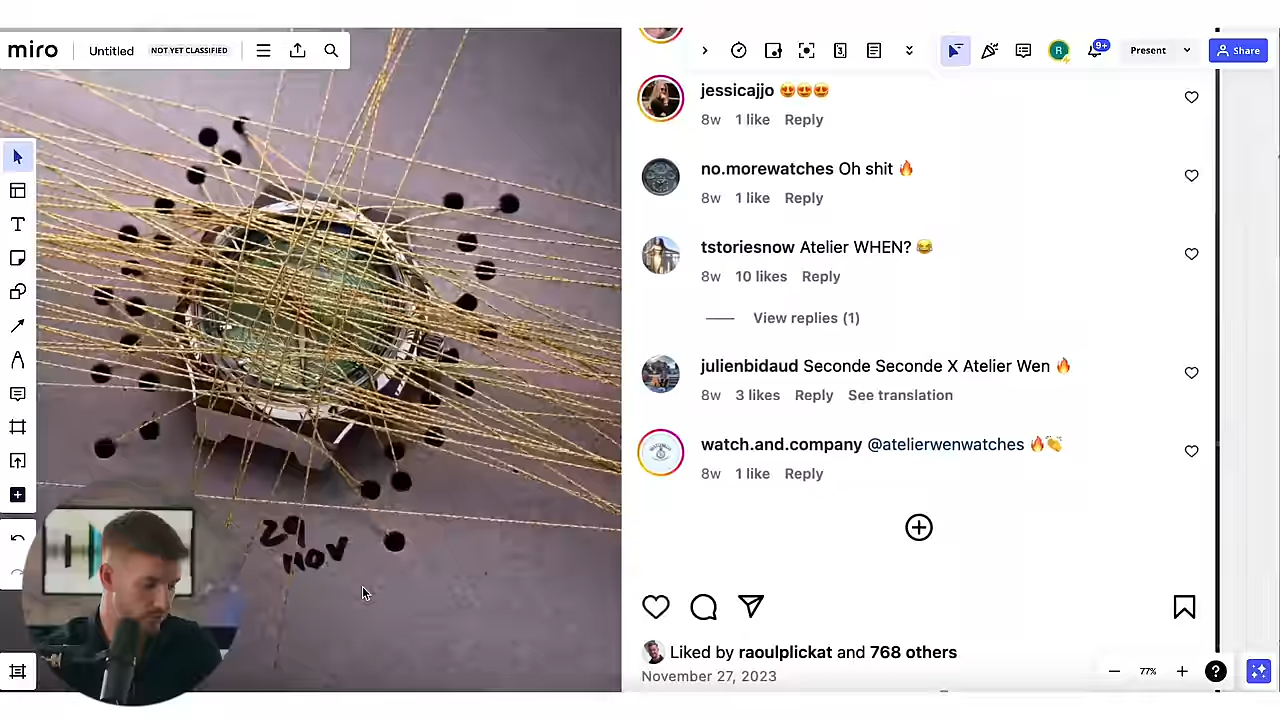 miro
Untitled
NOT YET CLASSIFIED
3
R
9+
Present
Share
jessicajjo 😍😍😍
8w 1 like Reply
no.morewatches Oh shit 🔥
8w 1 like Reply
tstoriesnow Atelier WHEN? 😂
8w 10 likes Reply
View replies (1)
julienbidaud Seconde Seconde X Atelier Wen 🔥
8w 3 likes Reply See translation
watch.and.company @atelierwenwatches 🔥👏
8w 1 like Reply
29
NOV
Liked by raoulplickat and 768 others
November 27, 2023
77%